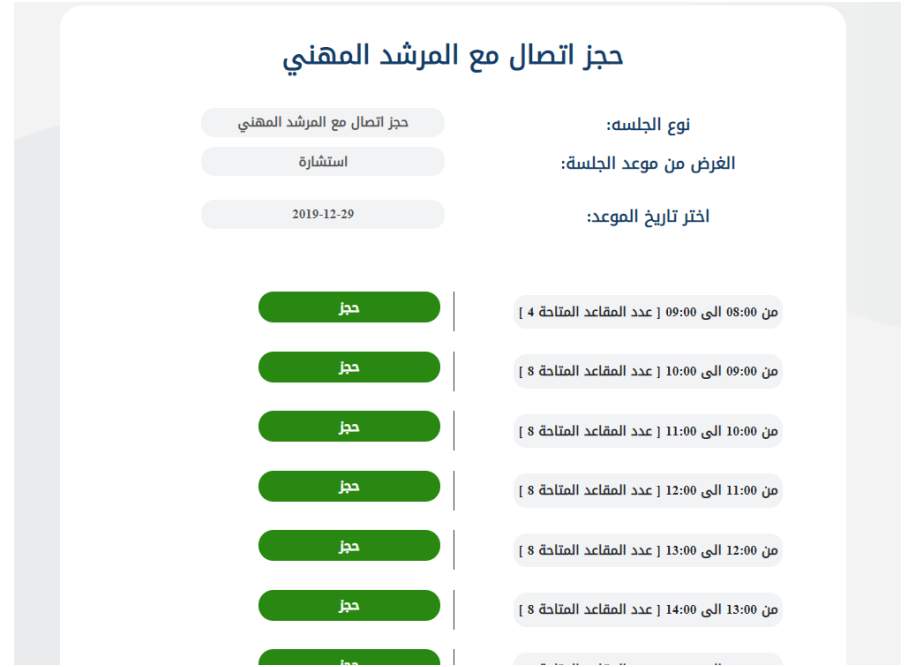 حجز اتصال مع المرشد المهني
نوع الجلسه: حجز اتصال مع المرشد المهني
الغرض من موعد الجلسة: استشارة
اختر تاريخ الموعد: 2019-12-29
من 08:00 الى 09:00 [ عدد المقاعد المتاحة 4 ] حجز
من 09:00 الى 10:00 [ عدد المقاعد المتاحة 8 ] حجز
من 10:00 الى 11:00 [ عدد المقاعد المتاحة 8 ] حجز
من 11:00 الى 12:00 [ عدد المقاعد المتاحة 8 ] حجز
من 12:00 الى 13:00 [ عدد المقاعد المتاحة 8 ] حجز
من 13:00 الى 14:00 [ عدد المقاعد المتاحة 8 ] حجز
حجز